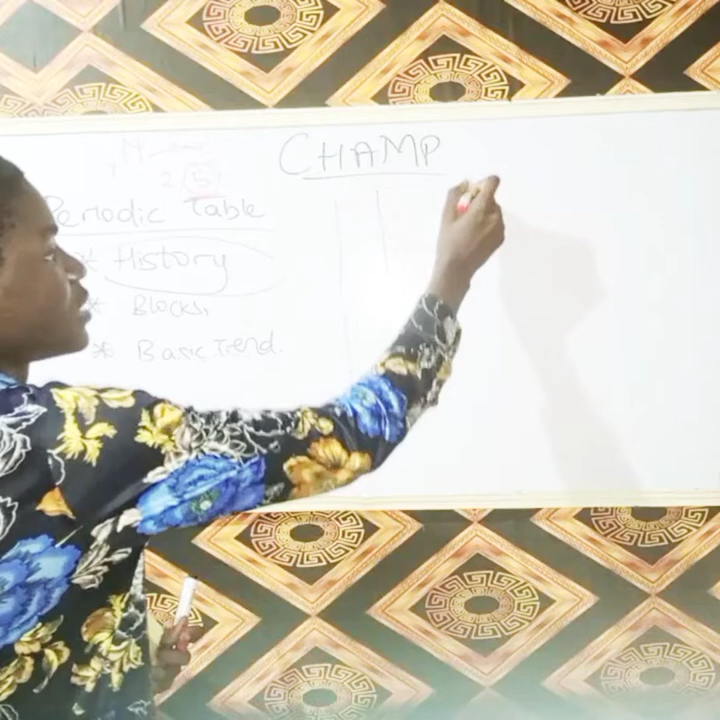 CHAMP
Periodic Table
* History
* Blocks,
* Basic Trend.